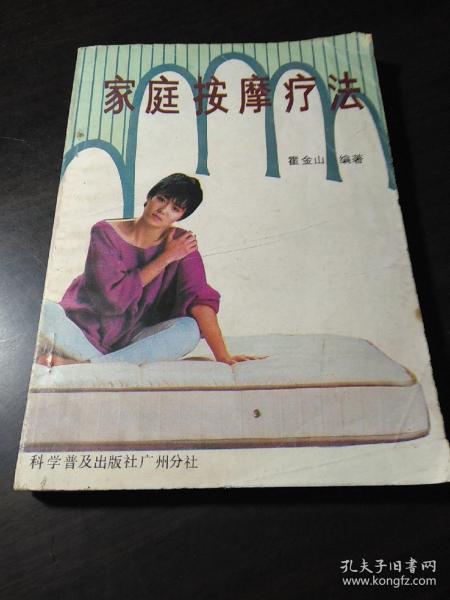 家庭按摩疗法
霍金山 编著
科学普及出版社广州分社
孔夫子旧书网
www.kongfz.com